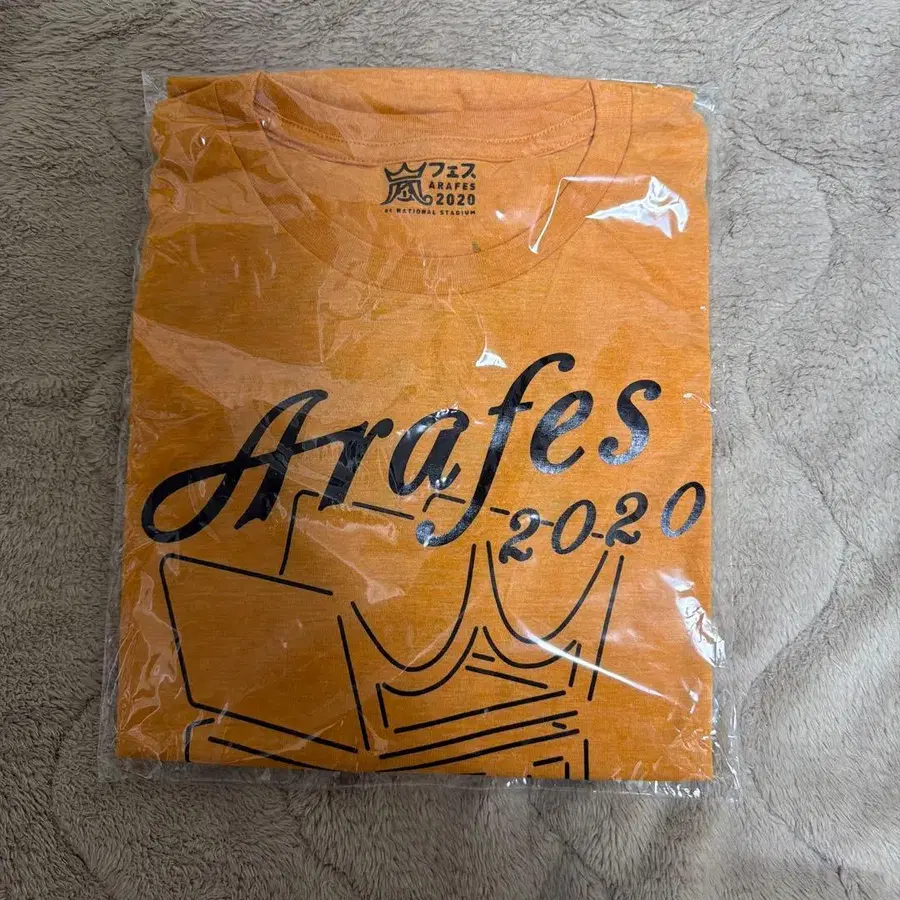 嵐フェス
ARAFES
2020
at NATIONAL STADIUM
Arafes
2020